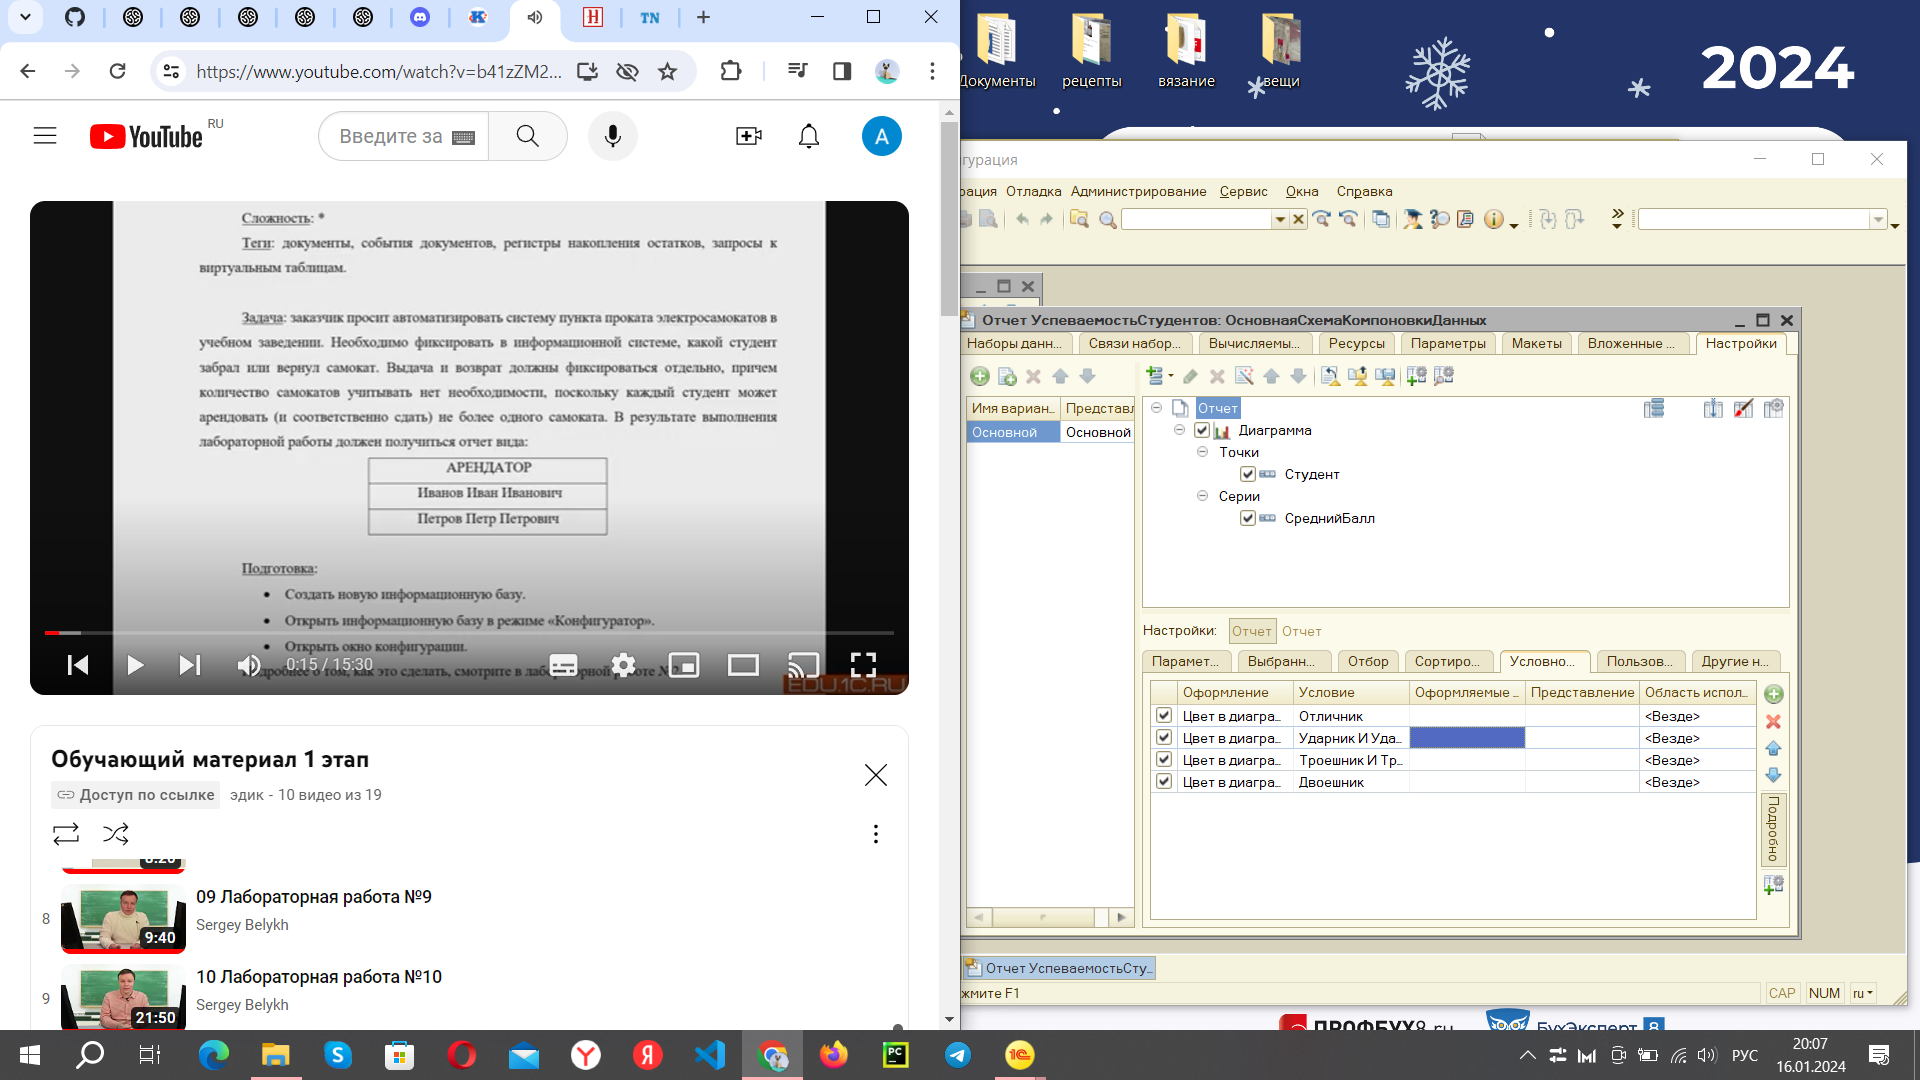 https://www.youtube.com/watch?v=b41zZM2...
YouTube RU
Введите за
A
Сложность: *
Теги: документы, события документов, регистры накопления остатков, запросы к
виртуальным таблицам.
Задача: заказчик просит автоматизировать систему пункта проката электросамокатов в
учебном заведении. Необходимо фиксировать в информационной системе, какой студент
забрал или вернул самокат. Выдача и возврат должны фиксироваться отдельно, причем
количество самокатов учитывать нет необходимости, поскольку каждый студент может
арендовать (и соответственно сдать) не более одного самоката. В результате выполнения
лабораторной работы должен получиться отчет вида:
АРЕНДАТОР
Иванов Иван Иванович
Петров Петр Петрович
Подготовка:
• Создать новую информационную базу.
• Открыть информационную базу в режиме «Конфигуратор».
• Открыть окно конфигурации.
о том, как это сделать, смотрите в лабораторной работе №2
0:15 / 15:30
EDU.1C.RU
Обучающий материал 1 этап
Доступ по ссылке эдик - 10 видео из 19
8:20
8
09 Лабораторная работа №9
Sergey Belykh
9:40
9
10 Лабораторная работа №10
Sergey Belykh
21:50
Документы
рецепты
вязание
вещи
2024
гурация
рация Отладка Администрирование Сервис Окна Справка
Отчет УспеваемостьСтудентов: ОсновнаяСхемаКомпоновкиДанных
Наборы данн... Связи набор... Вычисляемы... Ресурсы Параметры Макеты Вложенные ... Настройки
Имя вариан... Представл
Основной Основной
Отчет
Диаграмма
Точки
Студент
Серии
СреднийБалл
Настройки: Отчет Отчет
Парамет... Выбранн... Отбор Сортиро... Условно... Пользов... Другие н...
Оформление Условие Оформляемые ... Представление Область испол...
Цвет в диагра... Отличник <Везде>
Цвет в диагра... Ударник И Уда... <Везде>
Цвет в диагра... Троешник И Тр... <Везде>
Цвет в диагра... Двоешник <Везде>
Подробно
Отчет УспеваемостьСту...
жмите F1
CAP NUM ru
ПРОФБУХ8.ru
БухЭксперт 8
РУС
20:07
16.01.2024